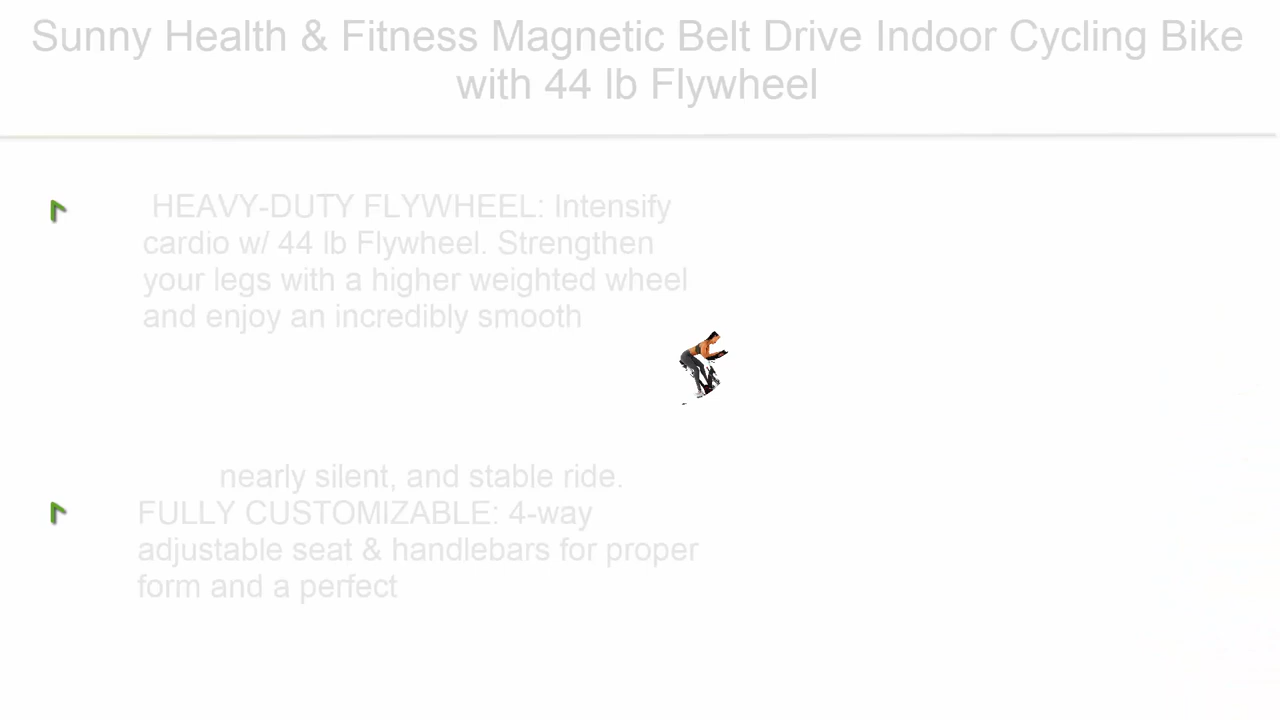 Sunny Health & Fitness Magnetic Belt Drive Indoor Cycling Bike
with 44 lb Flywheel
HEAVY-DUTY FLYWHEEL: Intensify
cardio w/ 44 lb Flywheel. Strengthen
your legs with a higher weighted wheel
and enjoy an incredibly smooth
nearly silent, and stable ride.
FULLY CUSTOMIZABLE: 4-way
adjustable seat & handlebars for proper
form and a perfect